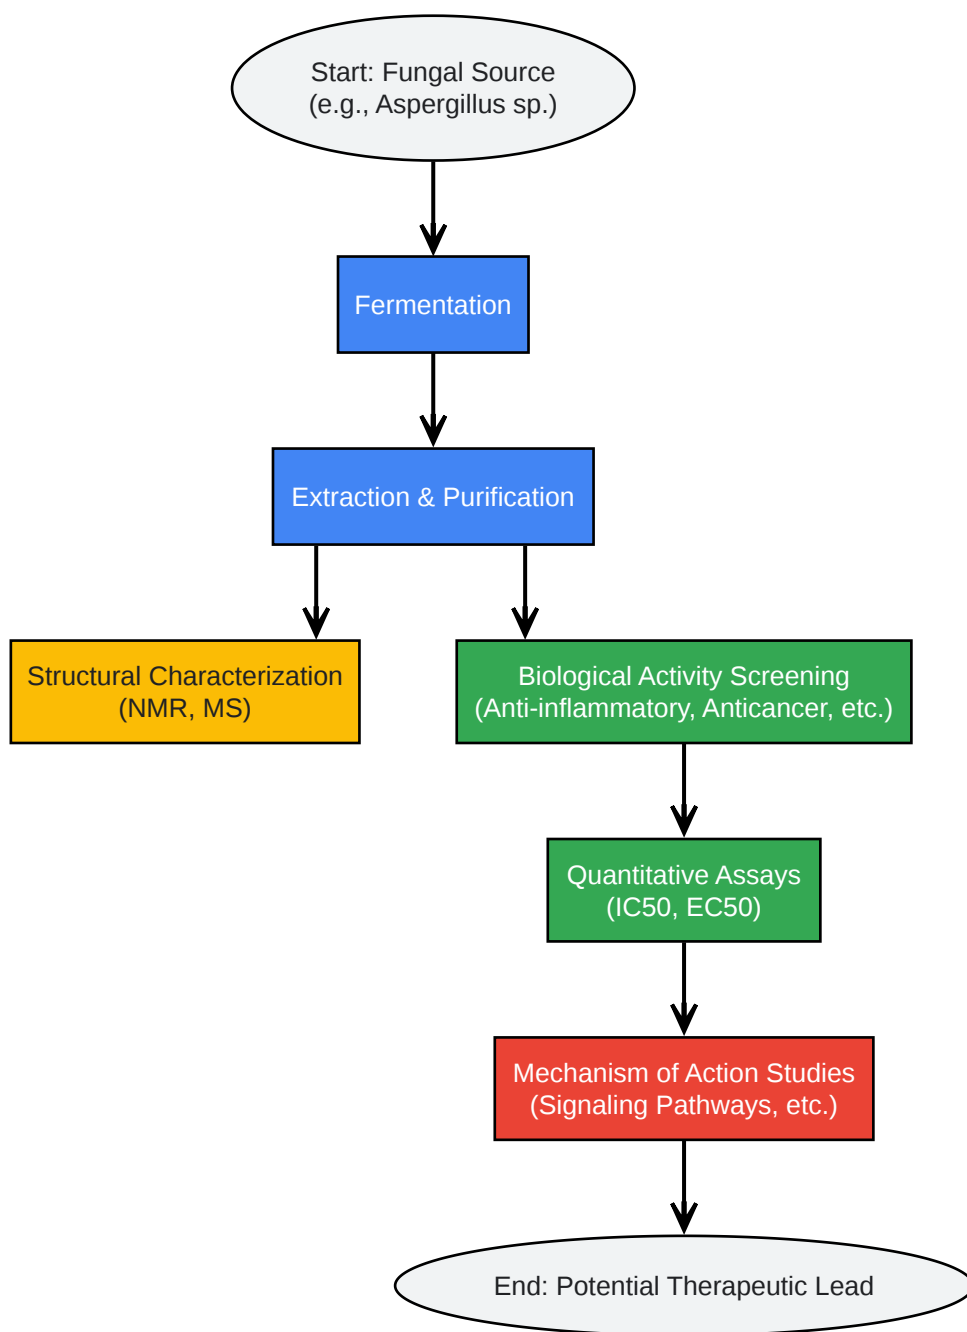 Start: Fungal Source
(e.g., Aspergillus sp.)
Fermentation
Extraction & Purification
Structural Characterization
(NMR, MS)
Biological Activity Screening
(Anti-inflammatory, Anticancer, etc.)
Quantitative Assays
(IC50, EC50)
Mechanism of Action Studies
(Signaling Pathways, etc.)
End: Potential Therapeutic Lead